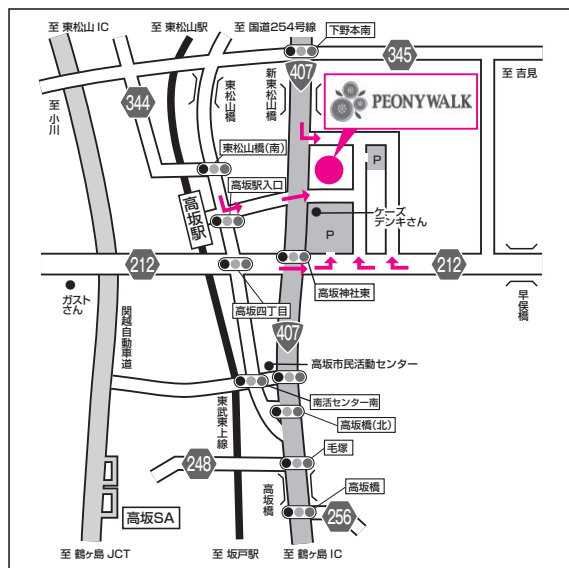 至 東松山 IC
至 東松山駅
至 国道254号線
下野本南
345
407
新東松山橋
東松山橋
至 吉見
至 小川
344
PEONYWALK
東松山橋(南)
P
高坂駅入口
高坂駅
ケーズ
デンキさん
P
212
212
高坂神社東
高坂四丁目
ガスト
さん
早俣橋
関越自動車道
407
高坂市民活動センター
南活センター南
東武東上線
高坂橋(北)
毛塚
248
高坂橋
高坂橋
256
高坂SA
至 鶴ヶ島 JCT
至 坂戸駅
至 鶴ヶ島 IC